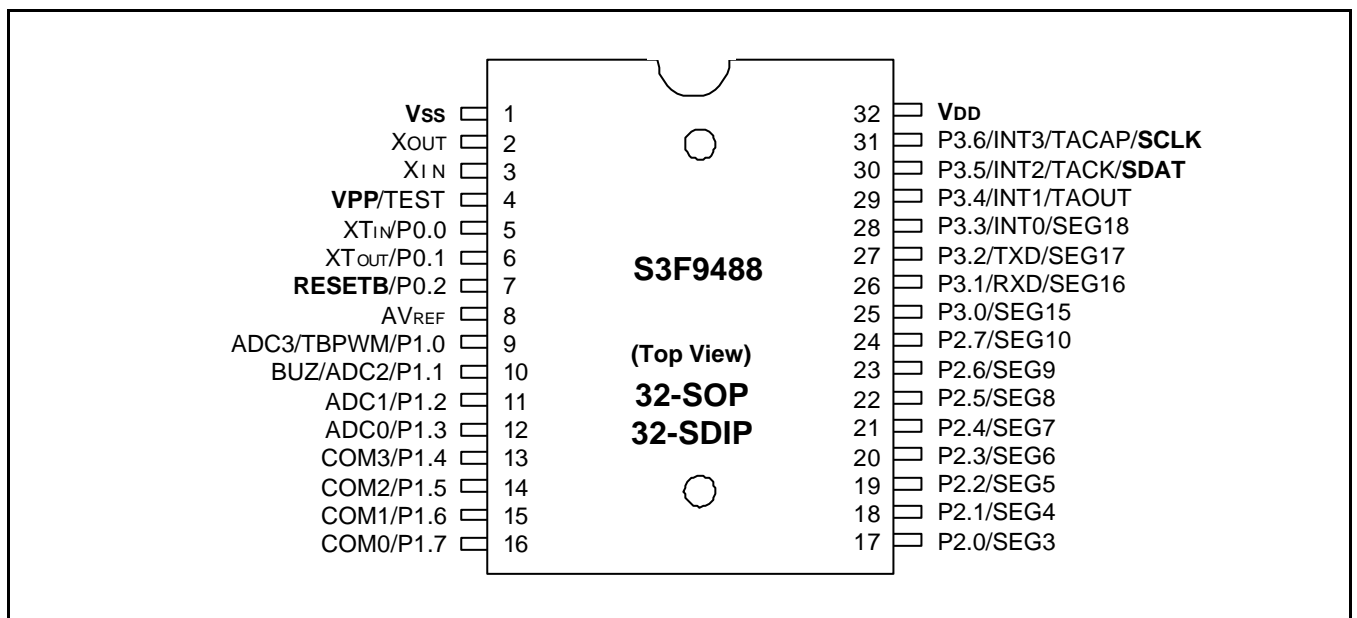 VSS 1
XOUT 2
XIN 3
VPP/TEST 4
XTIN/P0.0 5
XTOUT/P0.1 6
RESETB/P0.2 7
AVREF 8
ADC3/TBPWM/P1.0 9
BUZ/ADC2/P1.1 10
ADC1/P1.2 11
ADC0/P1.3 12
COM3/P1.4 13
COM2/P1.5 14
COM1/P1.6 15
COM0/P1.7 16
S3F9488
(Top View)
32-SOP
32-SDIP
32 VDD
31 P3.6/INT3/TACAP/SCLK
30 P3.5/INT2/TACK/SDAT
29 P3.4/INT1/TAOUT
28 P3.3/INT0/SEG18
27 P3.2/TXD/SEG17
26 P3.1/RXD/SEG16
25 P3.0/SEG15
24 P2.7/SEG10
23 P2.6/SEG9
22 P2.5/SEG8
21 P2.4/SEG7
20 P2.3/SEG6
19 P2.2/SEG5
18 P2.1/SEG4
17 P2.0/SEG3